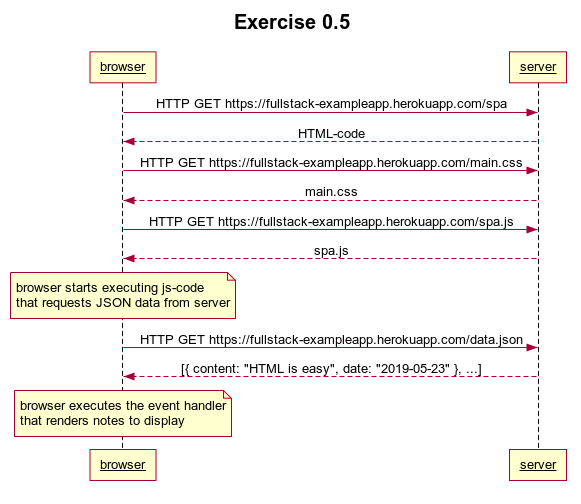 Exercise 0.5
browser
server
HTTP GET https://fullstack-exampleapp.herokuapp.com/spa
HTML-code
HTTP GET https://fullstack-exampleapp.herokuapp.com/main.css
main.css
HTTP GET https://fullstack-exampleapp.herokuapp.com/spa.js
spa.js
browser starts executing js-code
that requests JSON data from server
HTTP GET https://fullstack-exampleapp.herokuapp.com/data.json
[{ content: "HTML is easy", date: "2019-05-23" }, ...]
browser executes the event handler
that renders notes to display
browser
server